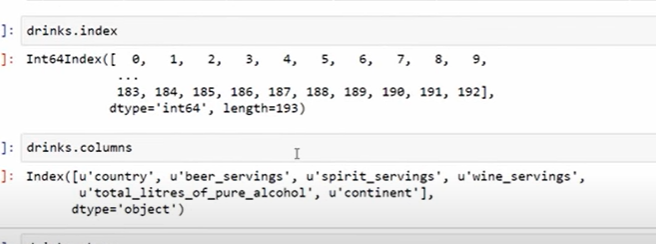 ]: drinks.index
]: Int64Index([  0,   1,   2,   3,   4,   5,   6,   7,   8,   9,
...
183, 184, 185, 186, 187, 188, 189, 190, 191, 192],
dtype='int64', length=193)
]: drinks.columns
]: Index([u'country', u'beer_servings', u'spirit_servings', u'wine_servings',
u'total_litres_of_pure_alcohol', u'continent'],
dtype='object')